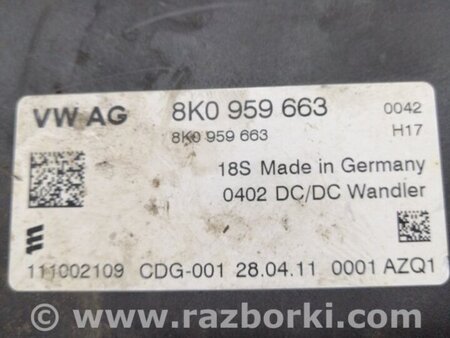 VW AG 8K0 959 663 0042
8K0 959 663 H17
18S Made in Germany
0402 DC/DC Wandler
111002109 CDG-001 28.04.11 0001 AZQ1
www.razborki.com